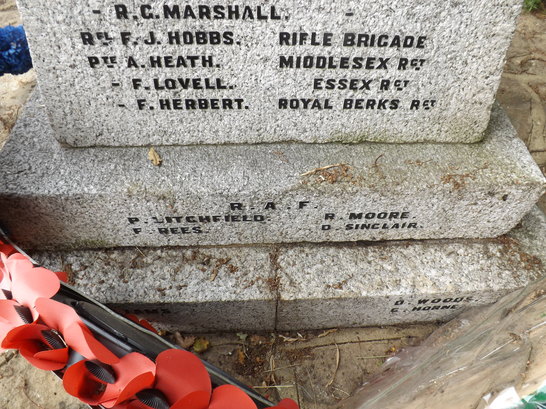 - R.G. MARSHALL. -
RFN F.J. HOBBS. RIFLE BRIGADE
PTE A. HEATH. MIDDLESEX RGT
- F. LOVELL. ESSEX RGT.
- F. HERBERT. ROYAL BERKS RGT
R.A.F.
P. LITCHFIELD. R. MOORE.
F. REES. D. SINCLAIR.
D. WOODS
E. HORNE